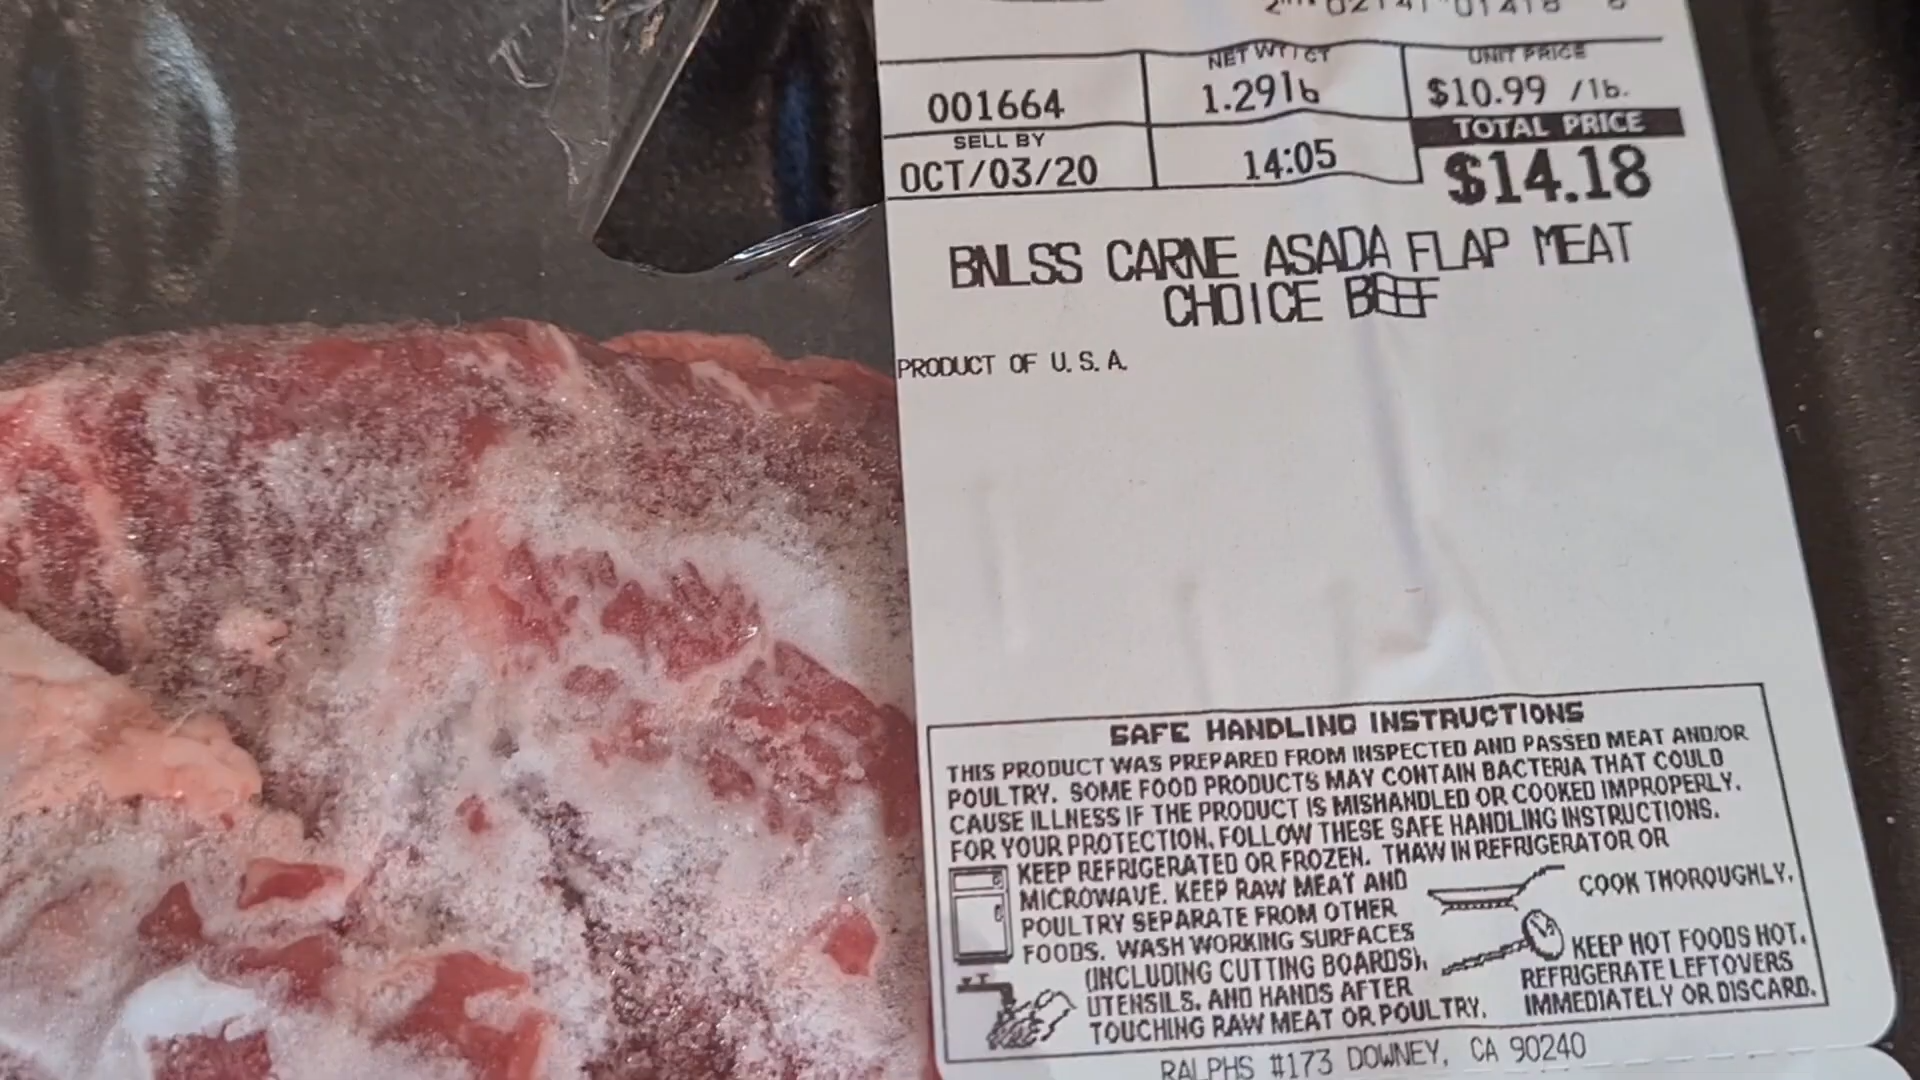 NET WT/CT
UNIT PRICE
001664
1.29lb
$10.99 /lb.
SELL BY
TOTAL PRICE
OCT/03/20
14:05
$14.18
BNLSS CARNE ASADA FLAP MEAT
CHOICE BEEF
PRODUCT OF U.S.A.
SAFE HANDLING INSTRUCTIONS
THIS PRODUCT WAS PREPARED FROM INSPECTED AND PASSED MEAT AND/OR
POULTRY. SOME FOOD PRODUCTS MAY CONTAIN BACTERIA THAT COULD
CAUSE ILLNESS IF THE PRODUCT IS MISHANDLED OR COOKED IMPROPERLY.
FOR YOUR PROTECTION, FOLLOW THESE SAFE HANDLING INSTRUCTIONS.
KEEP REFRIGERATED OR FROZEN. THAW IN REFRIGERATOR OR
MICROWAVE. KEEP RAW MEAT AND
POULTRY SEPARATE FROM OTHER
FOODS. WASH WORKING SURFACES
(INCLUDING CUTTING BOARDS),
UTENSILS, AND HANDS AFTER
TOUCHING RAW MEAT OR POULTRY.
COOK THOROUGHLY.
KEEP HOT FOODS HOT.
REFRIGERATE LEFTOVERS
IMMEDIATELY OR DISCARD.
RALPHS #173 DOWNEY, CA 90240